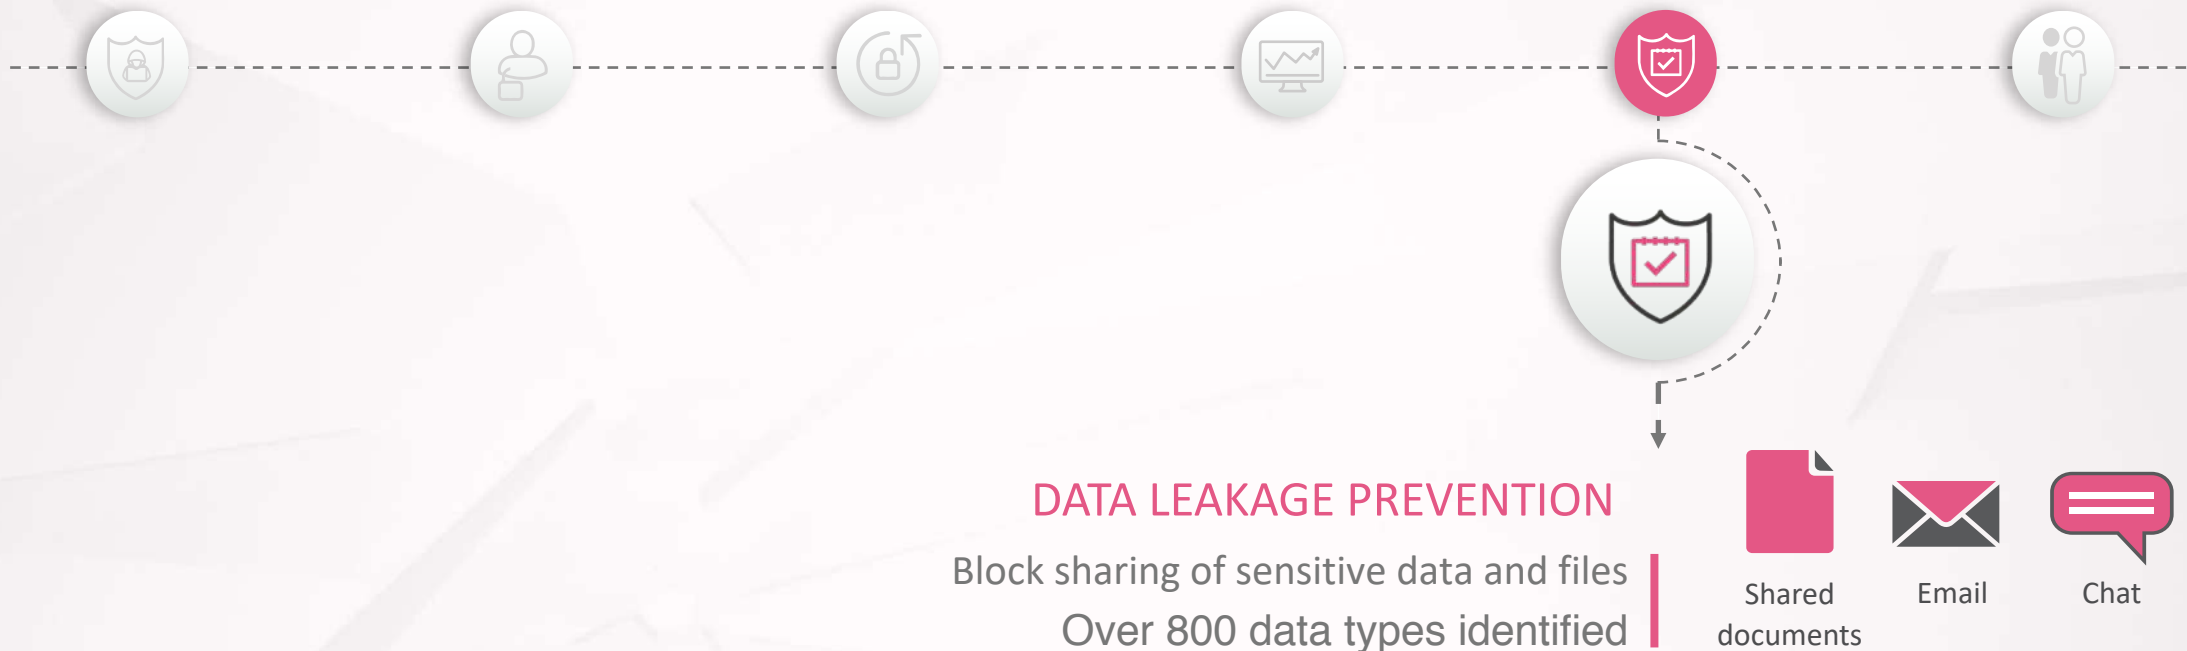 DATA LEAKAGE PREVENTION
Block sharing of sensitive data and files
Over 800 data types identified
Shared
documents
Email
Chat